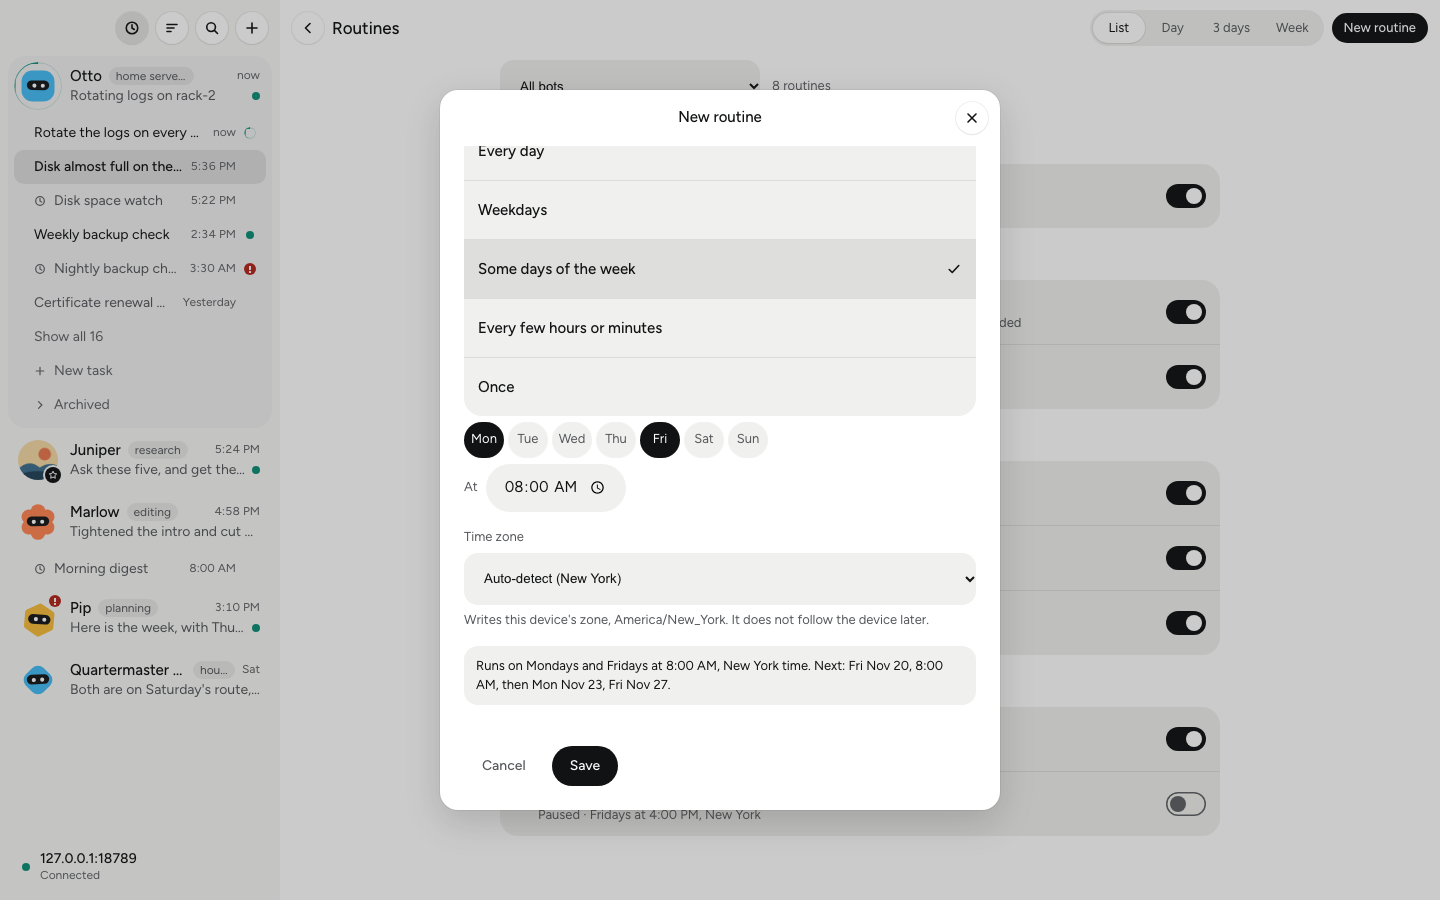 Routines
List
Day
3 days
Week
New routine
Otto
home serve...
now
Rotating logs on rack-2
Rotate the logs on every ...
now
Disk almost full on the...
5:36 PM
Disk space watch
5:22 PM
Weekly backup check
2:34 PM
Nightly backup ch...
3:30 AM
Certificate renewal ...
Yesterday
Show all 16
New task
Archived
Juniper
research
5:24 PM
Ask these five, and get the...
Marlow
editing
4:58 PM
Tightened the intro and cut ...
Morning digest
8:00 AM
Pip
planning
3:10 PM
Here is the week, with Thu...
Quartermaster ...
hou...
Sat
Both are on Saturday's route,...
127.0.0.1:18789
Connected
All bots
8 routines
New routine
Every day
Weekdays
Some days of the week
Every few hours or minutes
Once
Mon
Tue
Wed
Thu
Fri
Sat
Sun
At
08:00 AM
Time zone
Auto-detect (New York)
Writes this device's zone, America/New_York. It does not follow the device later.
Runs on Mondays and Fridays at 8:00 AM, New York time. Next: Fri Nov 20, 8:00
AM, then Mon Nov 23, Fri Nov 27.
Cancel
Save
Paused · Fridays at 4:00 PM, New York